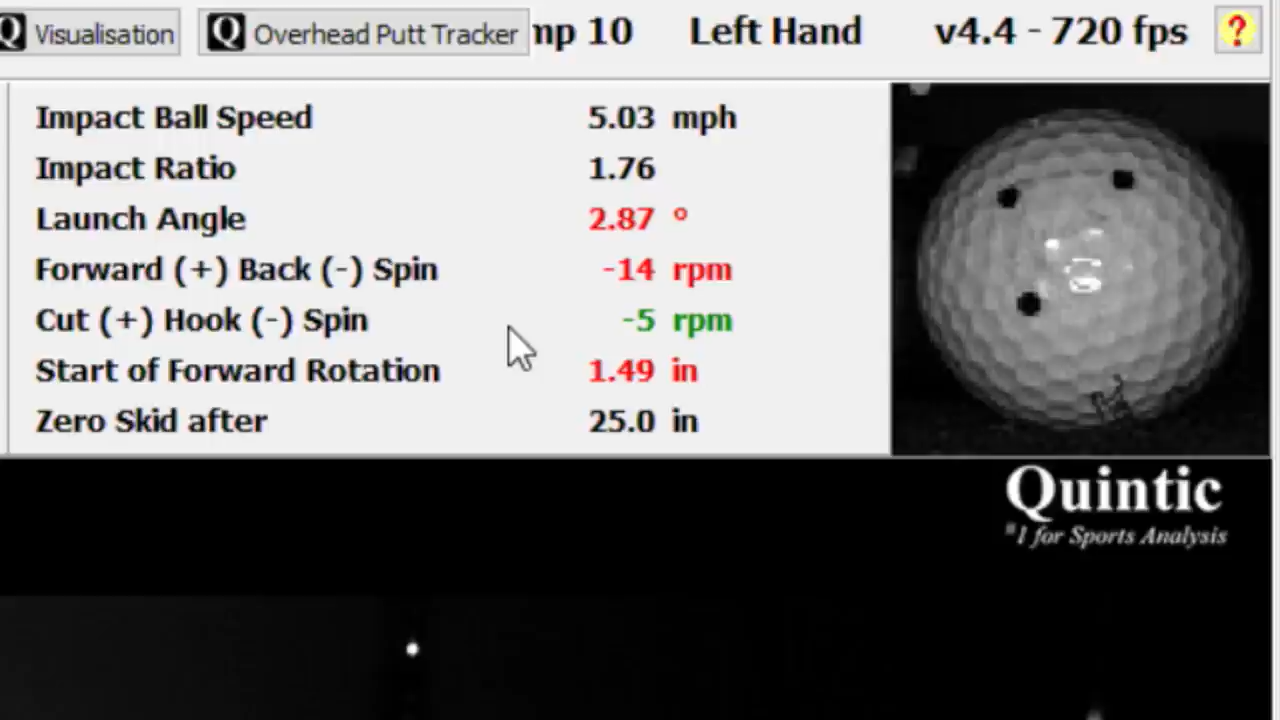 Q Visualisation
Q Overhead Putt Tracker mp 10 Left Hand v4.4 - 720 fps ?
Impact Ball Speed 5.03 mph
Impact Ratio 1.76
Launch Angle 2.87 °
Forward (+) Back (-) Spin -14 rpm
Cut (+) Hook (-) Spin -5 rpm
Start of Forward Rotation 1.49 in
Zero Skid after 25.0 in
Quintic
#1 for Sports Analysis